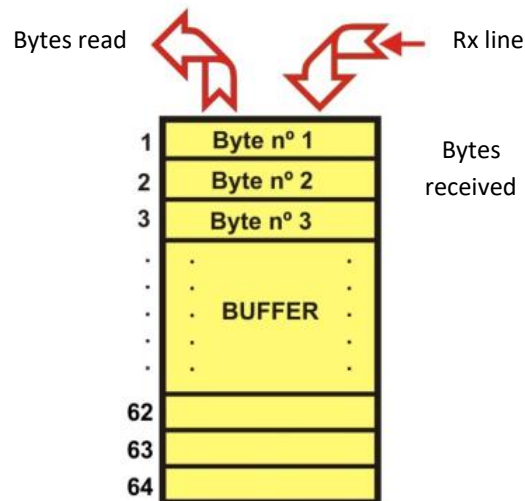 Bytes read
Rx line
1 Byte nº 1
Bytes
received
2 Byte nº 2
3 Byte nº 3
BUFFER
62
63
64